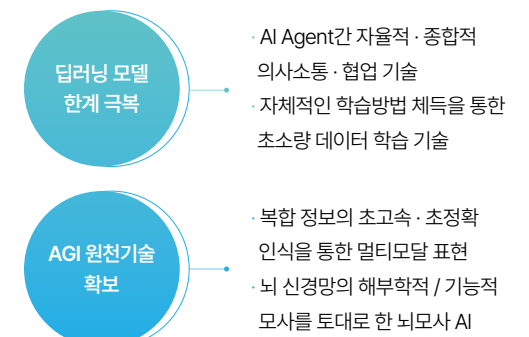 딥러닝 모델
한계 극복
· AI Agent간 자율적 · 종합적
의사소통 · 협업 기술
· 자체적인 학습방법 체득을 통한
초소량 데이터 학습 기술
AGI 원천기술
확보
· 복합 정보의 초고속 · 초정확
인식을 통한 멀티모달 표현
· 뇌 신경망의 해부학적 / 기능적
모사를 토대로 한 뇌모사 AI